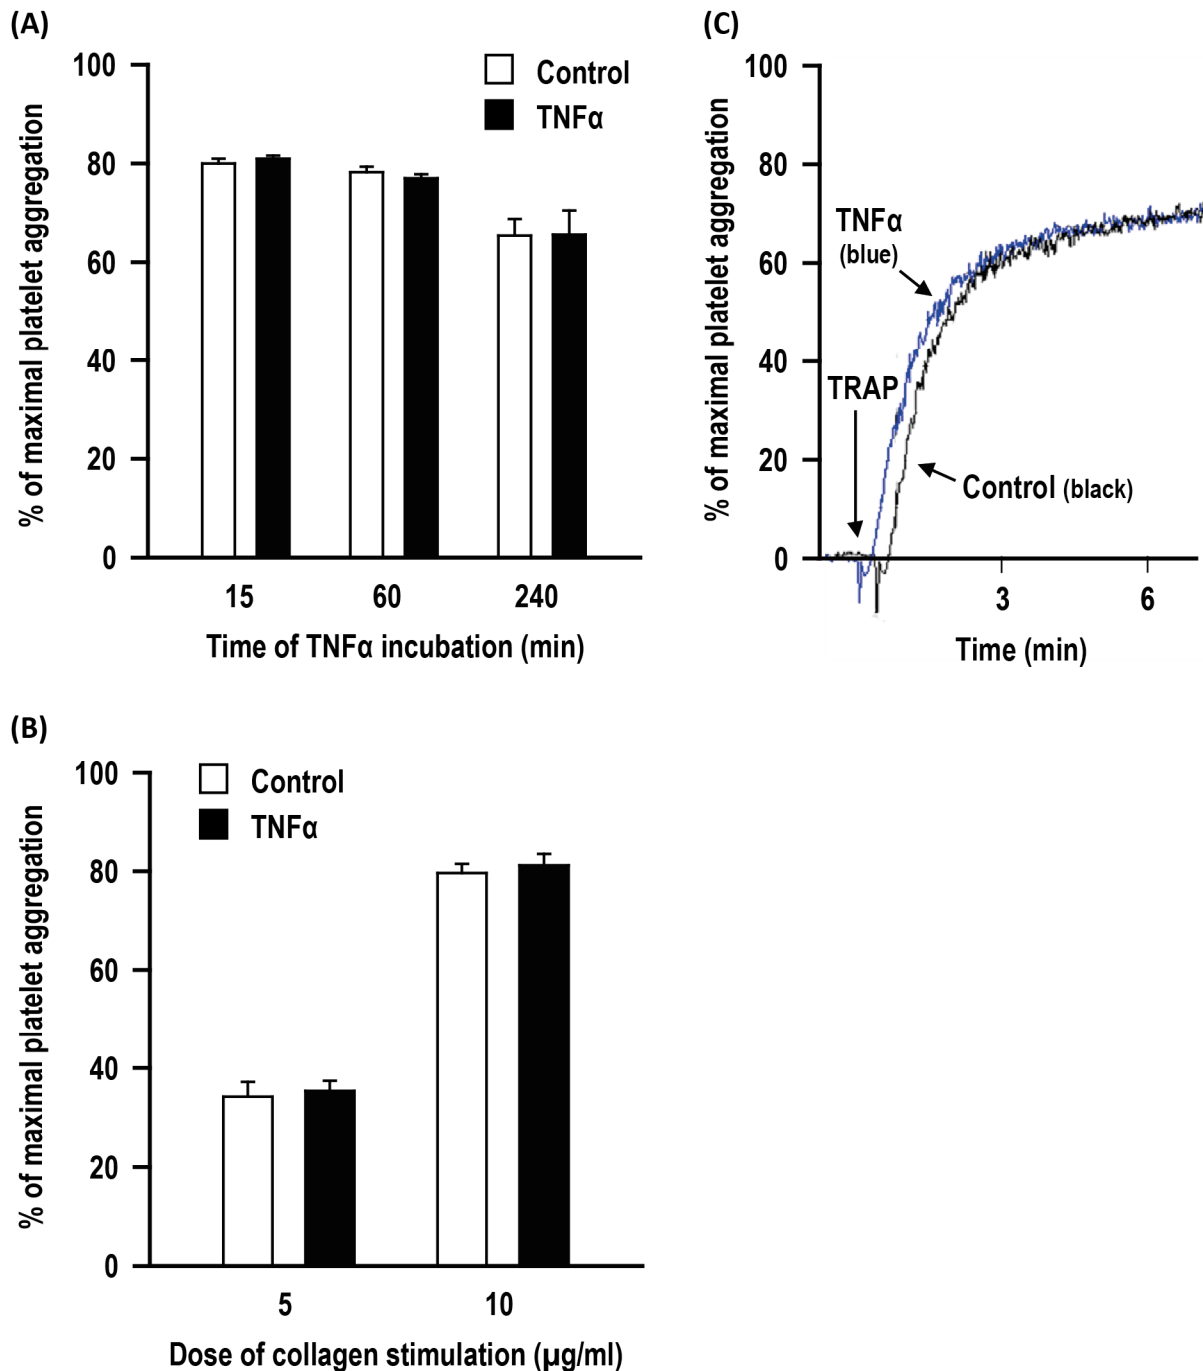 (A)
% of maximal platelet aggregation
100
80
60
40
20
0
Control
TNFα
15 60 240
Time of TNFα incubation (min)
(C)
% of maximal platelet aggregation
100
80
60
40
20
0
TNFα
(blue)
TRAP
Control (black)
3 6
Time (min)
(B)
% of maximal platelet aggregation
100
80
60
40
20
0
Control
TNFα
5 10
Dose of collagen stimulation (µg/ml)